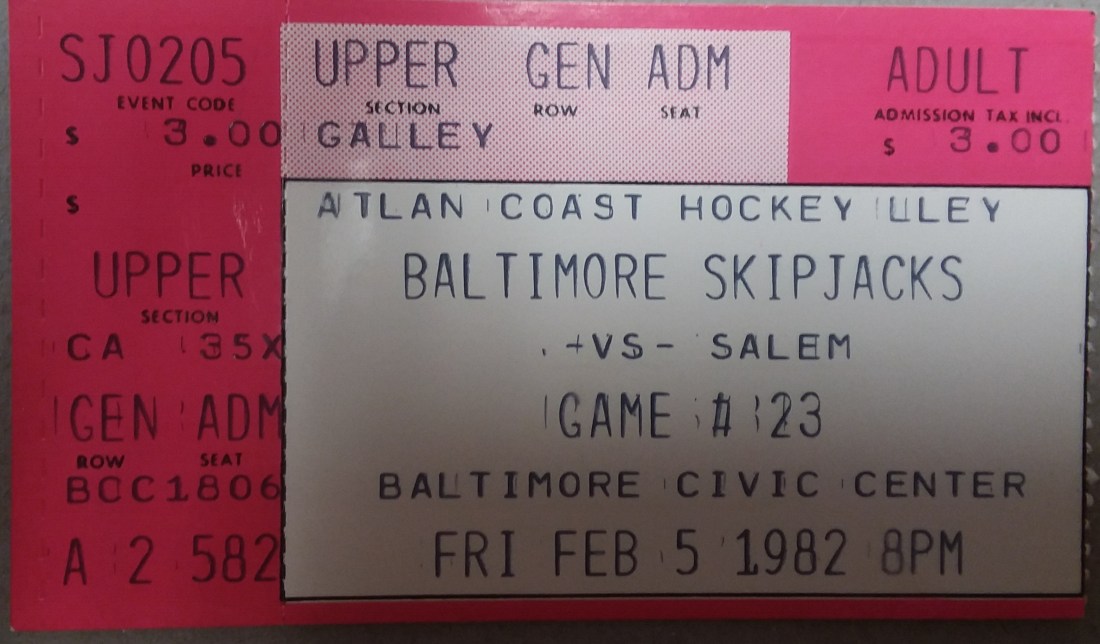 SJ0205
EVENT CODE
$ 3.00
PRICE
$
UPPER
SECTION
CA 35X
GEN ADM
ROW SEAT
BCC1806
A 2 582
UPPER GEN ADM
SECTION ROW SEAT
GALLEY
ADULT
ADMISSION TAX INCL.
$ 3.00
ATLAN COAST HOCKEY
BALTIMORE SKIPJACKS
-VS- SALEM
GAME # 23
BALTIMORE CIVIC CENTER
FRI FEB 5 1982 8PM